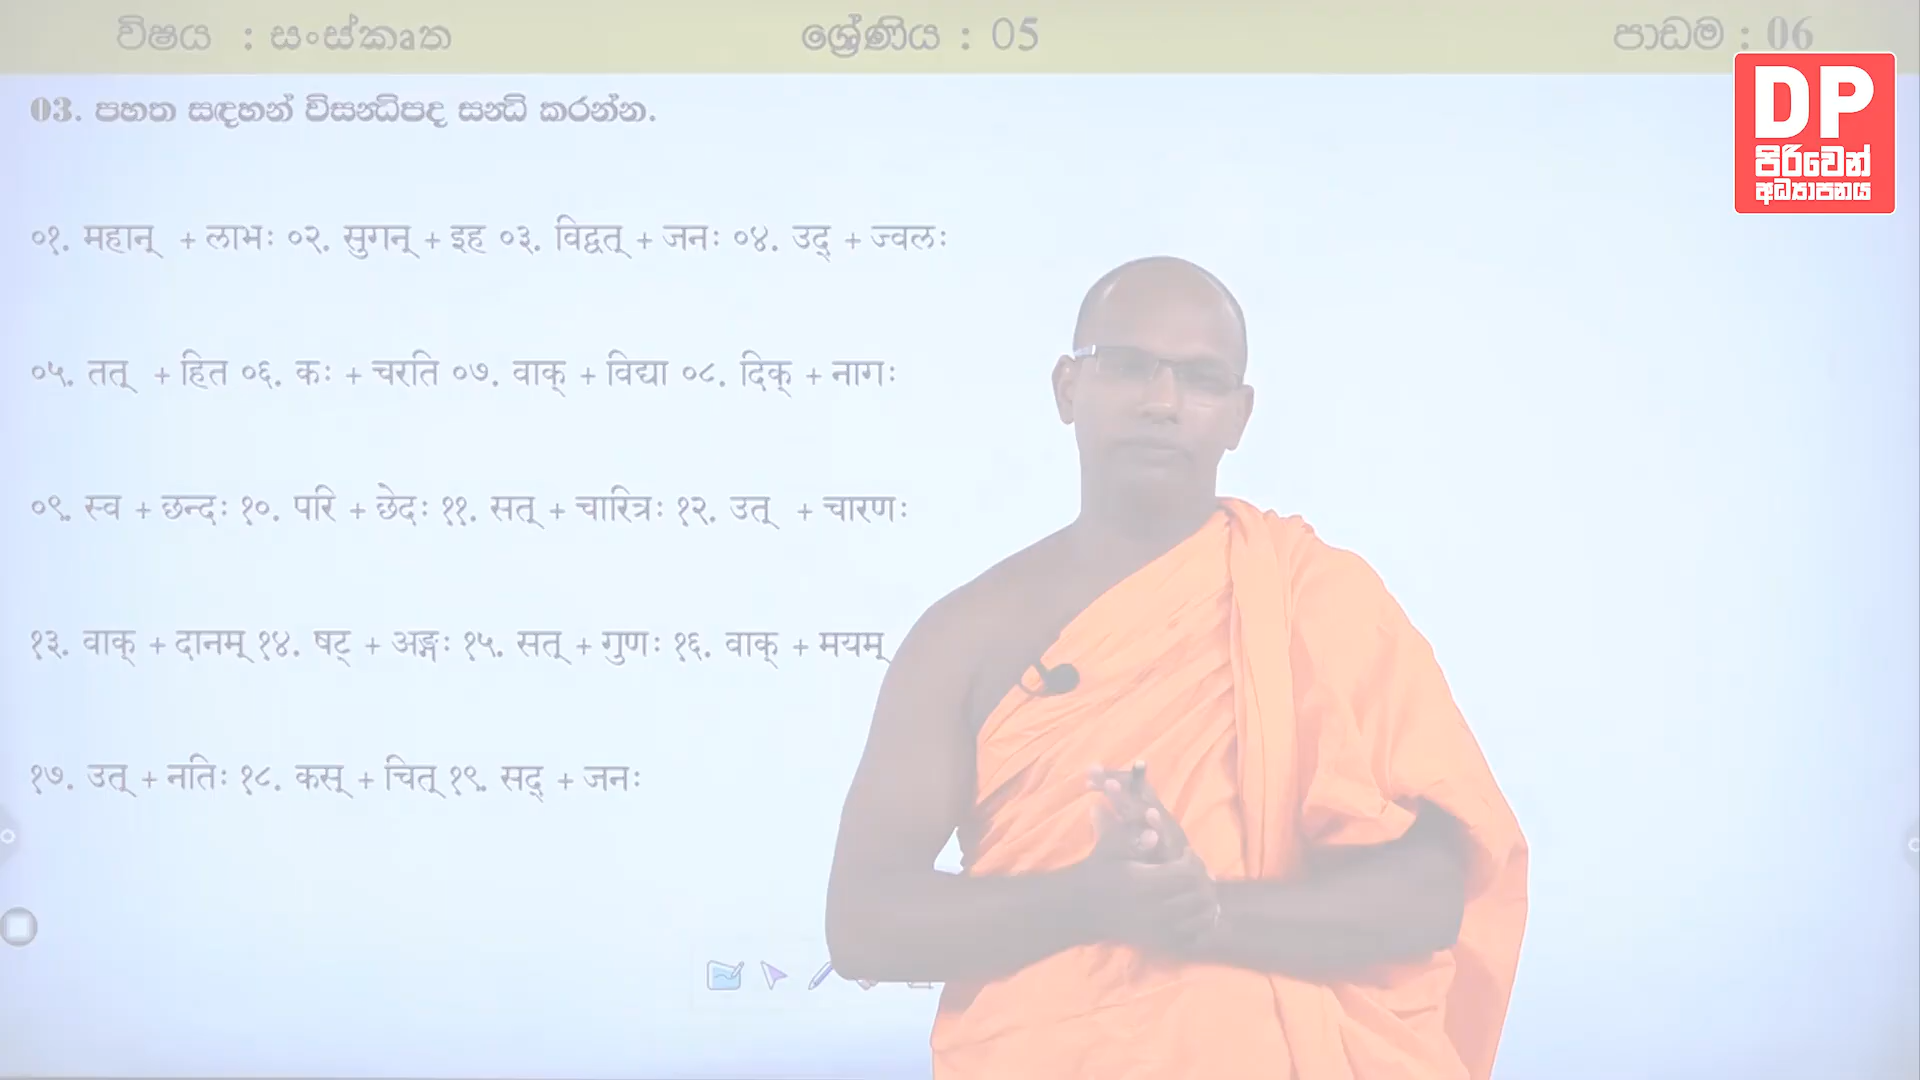 විෂය : සංස්කෘත ශ්‍රේණිය : 05 පාඩම : 06
DP
පිරිවෙන්
අධ්‍යාපනය
03. පහත සඳහන් විසන්ධිපද සන්ධි කරන්න.
०१. महान् + लाभः ०२. सुगन् + इह ०३. विद्वत् + जनः ०४. उद् + ज्वलः
०५. तत् + हित ०६. कः + चरति ०७. वाक् + विद्या ०८. दिक् + नागः
०९. स्व + छन्दः १०. परि + छेदः ११. सत् + चारित्रः १२. उत् + चारणः
१३. वाक् + दानम् १४. षट् + अङ्गः १५. सत् + गुणः १६. वाक् + मयम्
१७. उत् + नतिः १८. कस् + चित् १९. सद् + जनः